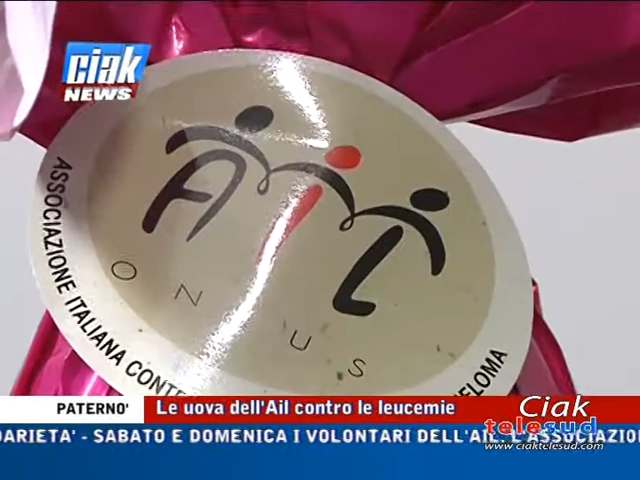 ciak
NEWS
AIL
ONUS
ASSOCIAZIONE ITALIANA CONT
ELOMA
PATERNO'
Le uova dell'Ail contro le leucemie
Ciak
telesud
www.ciaktelesud.com
DARIETA' - SABATO E DOMENICA I VOLONTARI DELL'AIL. L'ASSOCIAZIO